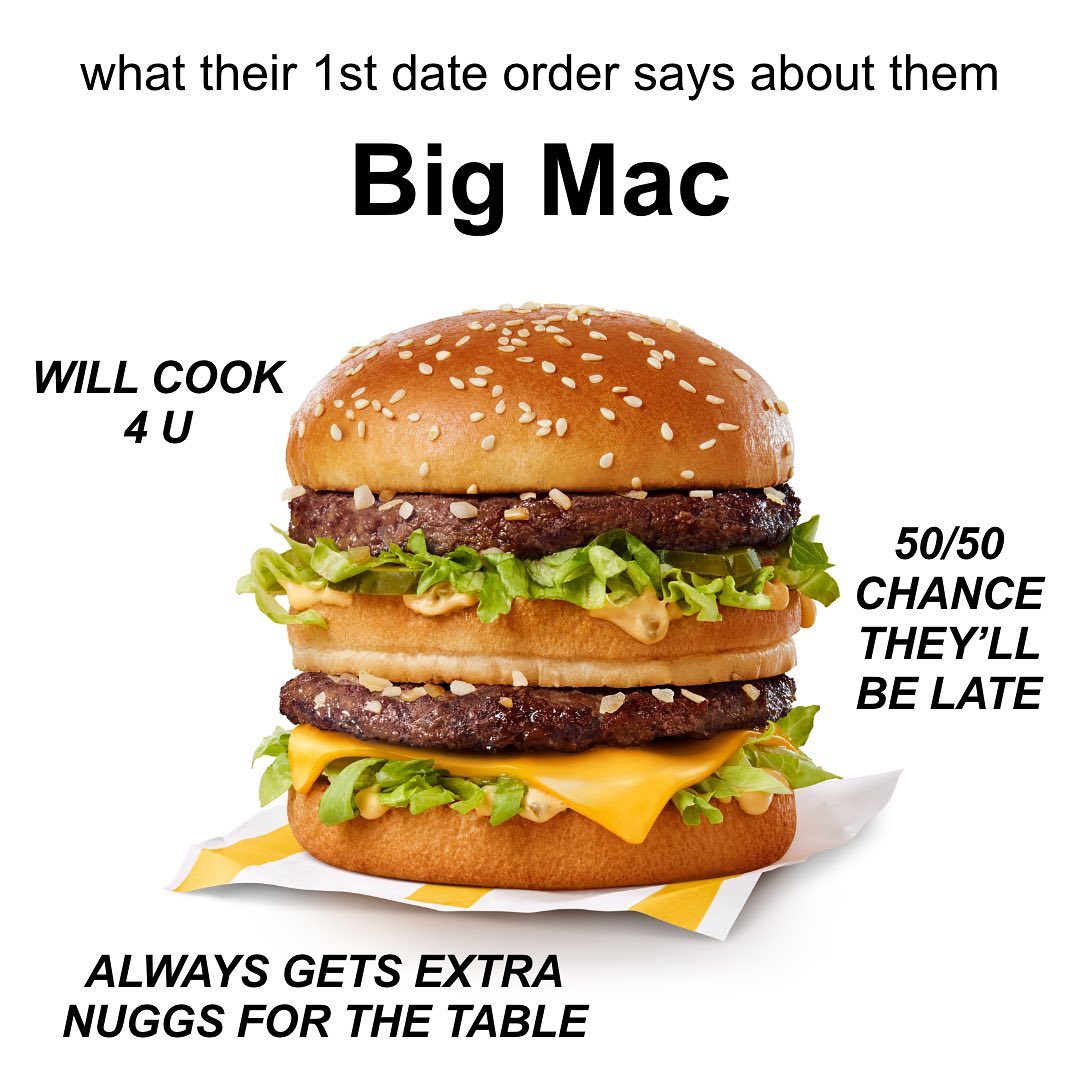 what their 1st date order says about them
Big Mac
WILL COOK
4 U
50/50
CHANCE
THEY’LL
BE LATE
ALWAYS GETS EXTRA
NUGGS FOR THE TABLE